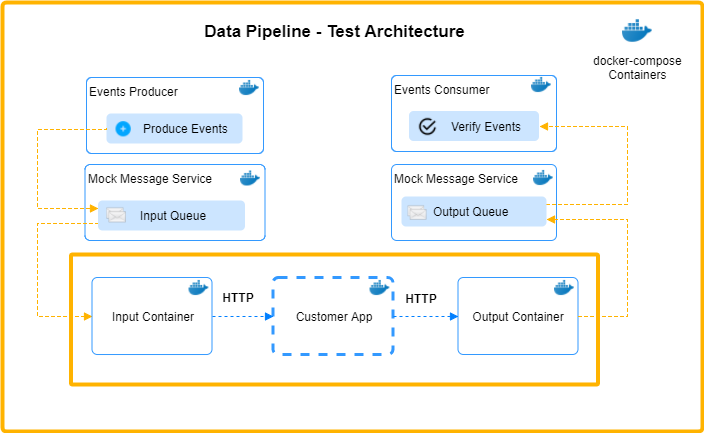 Data Pipeline - Test Architecture
docker-compose
Containers
Events Producer
Produce Events
Events Consumer
Verify Events
Mock Message Service
Input Queue
Mock Message Service
Output Queue
Input Container
HTTP
Customer App
HTTP
Output Container